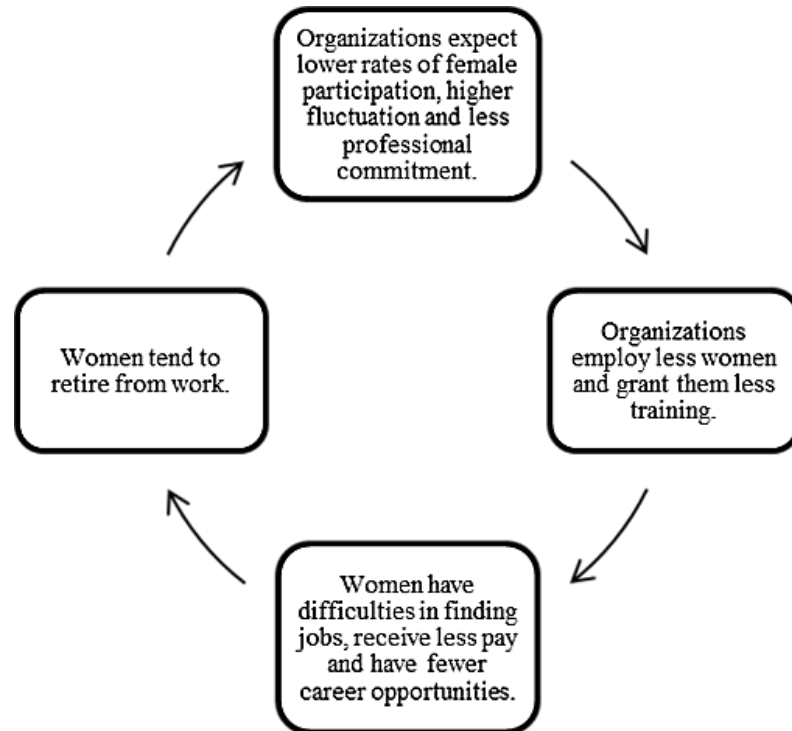 Organizations expect
lower rates of female
participation, higher
fluctuation and less
professional
commitment.
Organizations
employ less women
and grant them less
training.
Women have
difficulties in finding
jobs, receive less pay
and have fewer
career opportunities.
Women tend to
retire from work.